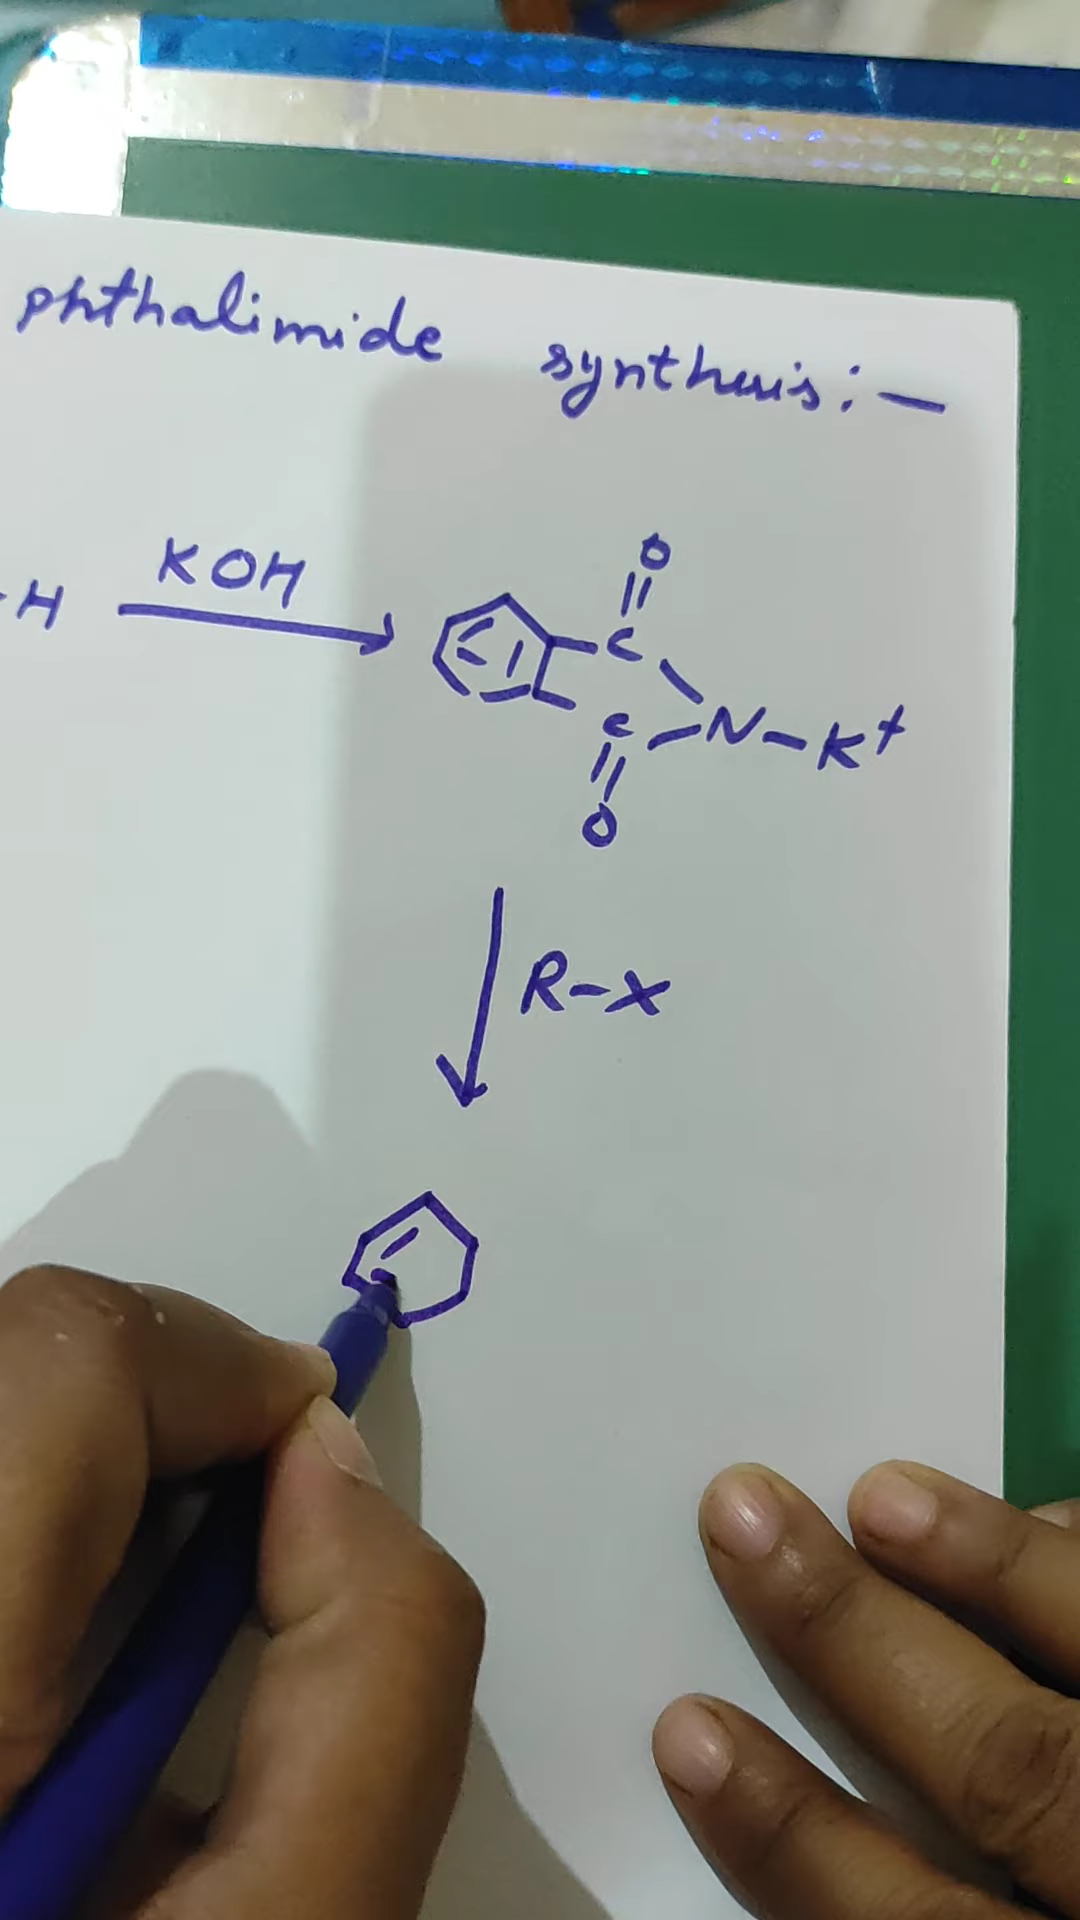 phthalimide synthesis:—
-H KOH
O
||
C
N-K+
C
||
O
R-X